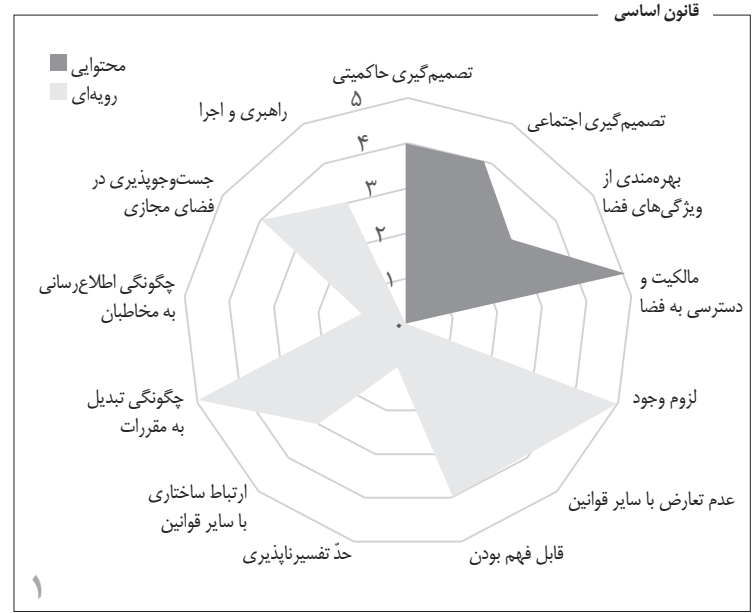 قانون اساسی
محتوایی
رویه‌ای
تصمیم‌گیری حاکمیتی
تصمیم‌گیری اجتماعی
بهره‌مندی از
ویژگی‌های فضا
مالکیت و
دسترسی به فضا
لزوم وجود
عدم تعارض با سایر قوانین
قابل فهم بودن
حدّ تفسیرناپذیری
ارتباط ساختاری
با سایر قوانین
چگونگی تبدیل
به مقررات
چگونگی اطلاع‌رسانی
به مخاطبان
جست‌وجوپذیری در
فضای مجازی
راهبری و اجرا
۵
۴
۳
۲
۱
۰
۱